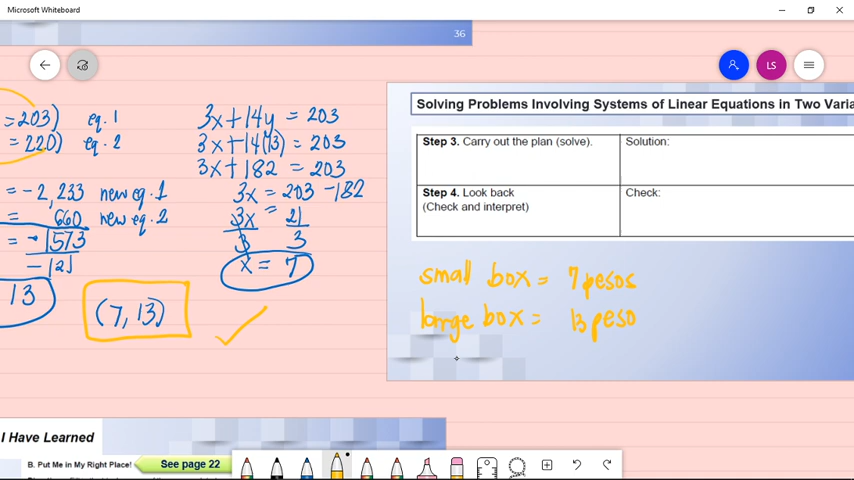 Microsoft Whiteboard
36
LS
= 203) eq. 1
= 220) eq. 2
= -2,233 new eq. 1
= 660 new eq. 2
= -1573
-121
13
(7, 13)
3x + 14y = 203
3x + 14(13) = 203
3x + 182 = 203
3x = 203 - 182
3x = 21
3 3
x = 7
Solving Problems Involving Systems of Linear Equations in Two Varia
Step 3. Carry out the plan (solve). Solution:
Step 4. Look back Check:
(Check and interpret)
small box = 7 pesos
large box = 13 peso
I Have Learned
B. Put Me in My Right Place!
See page 22